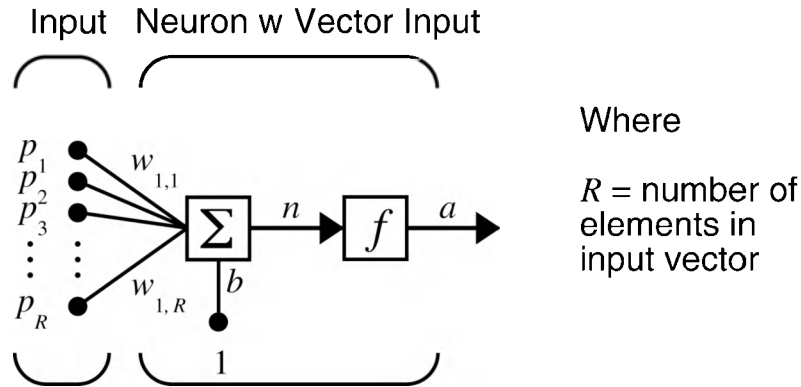 Input Neuron w Vector Input
Where
p1
p2
p3
pR
w1,1
w1, R
Σ
n
f
a
b
1
R = number of
elements in
input vector